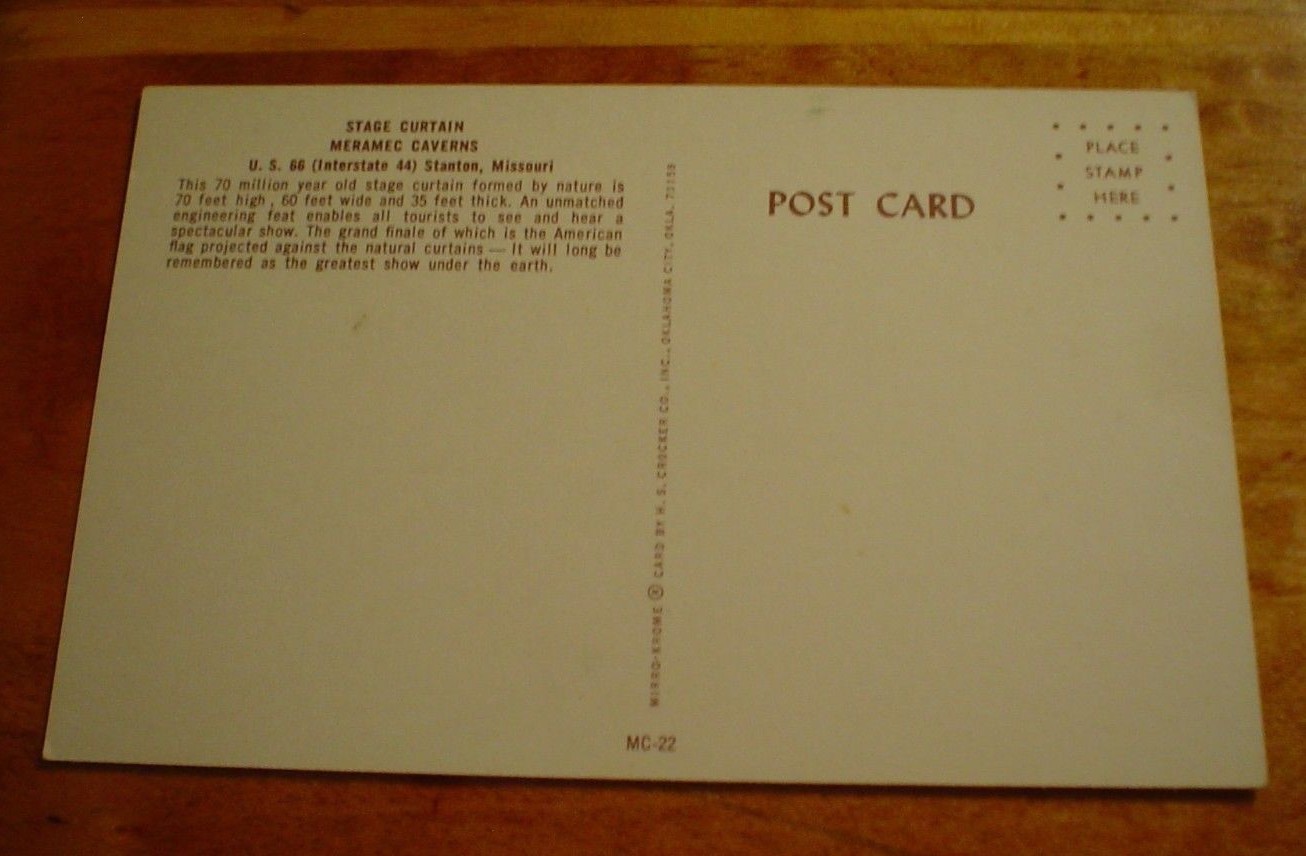 STAGE CURTAIN
MERAMEC CAVERNS
U. S. 66 (Interstate 44) Stanton, Missouri
This 70 million year old stage curtain formed by nature is
70 feet high, 60 feet wide and 35 feet thick. An unmatched
engineering feat enables all tourists to see and hear a
spectacular show. The grand finale of which is the American
flag projected against the natural curtains — It will long be
remembered as the greatest show under the earth.
MIRRO-KROME ® CARD BY H. S. CROCKER CO., INC., OKLAHOMA CITY, OKLA.
MC-22
POST CARD
PLACE
STAMP
HERE